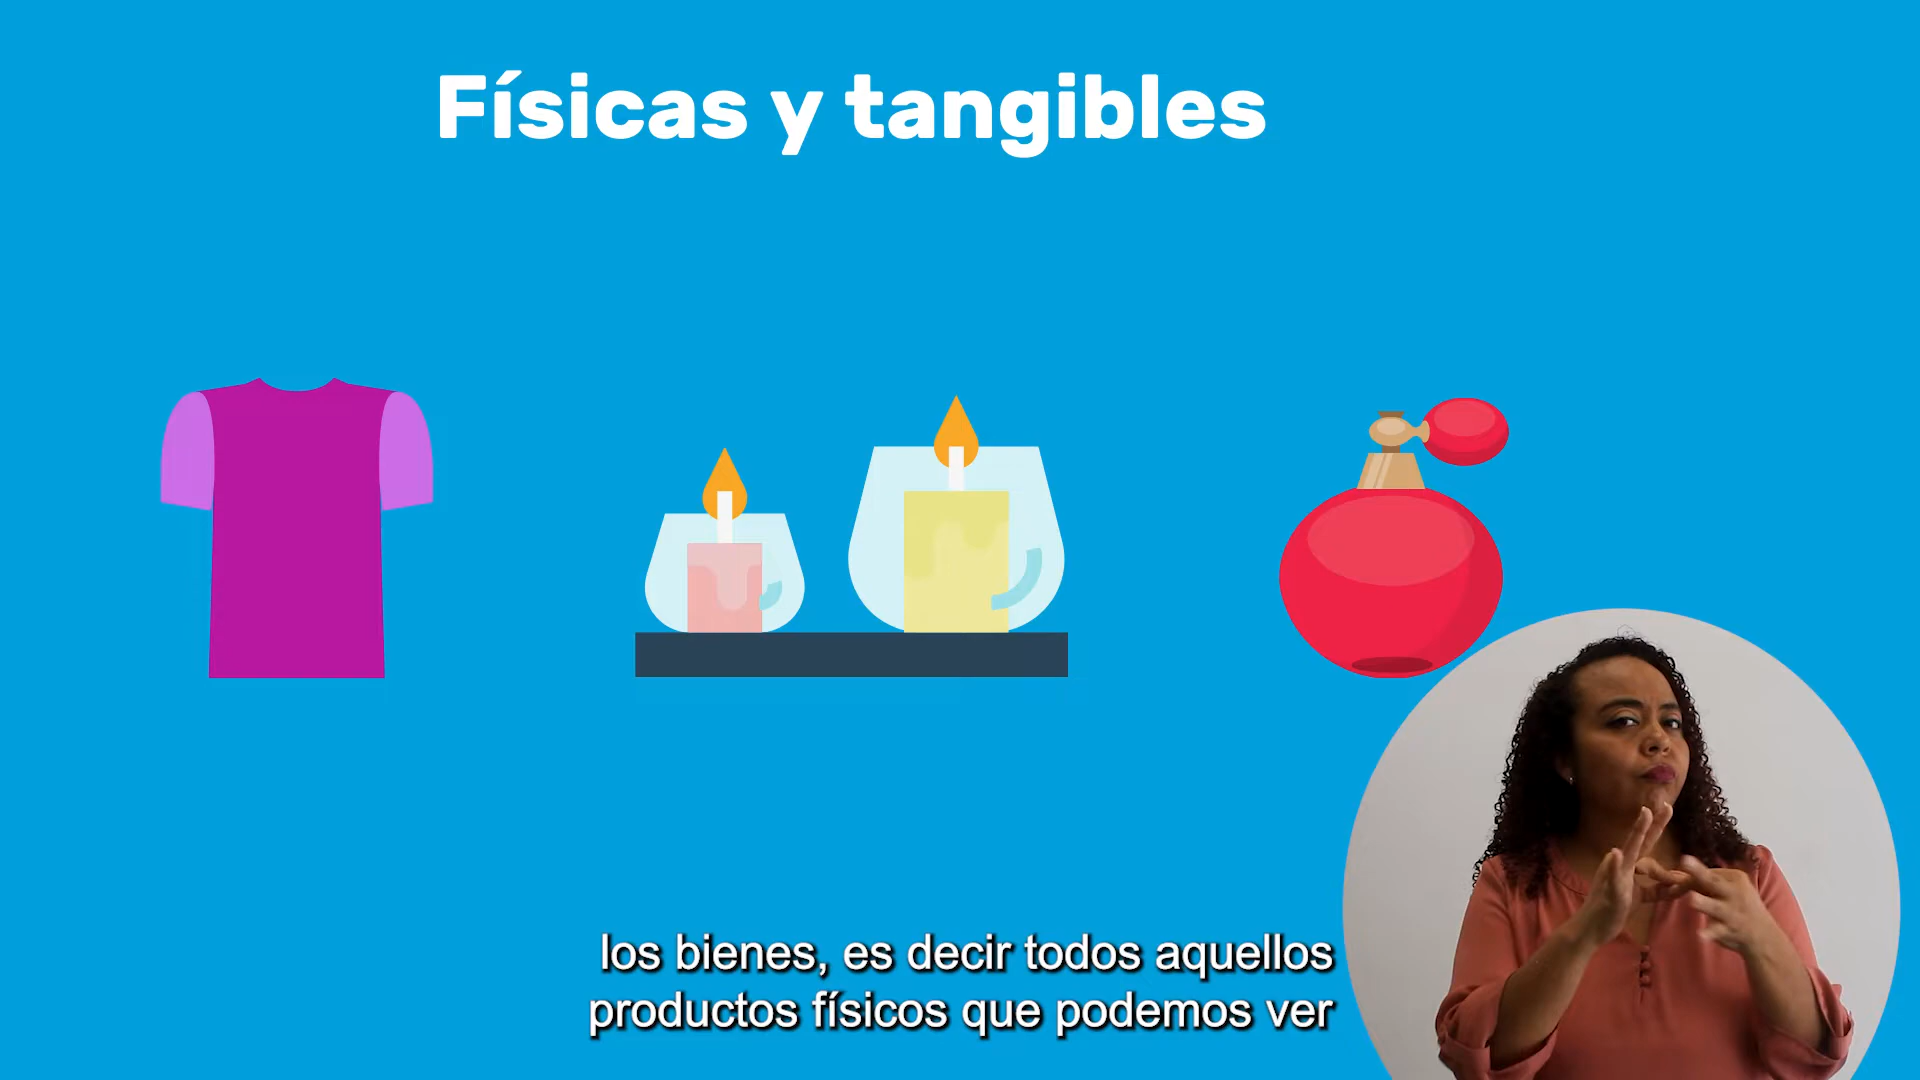 Físicas y tangibles
los bienes, es decir todos aquellos
productos físicos que podemos ver